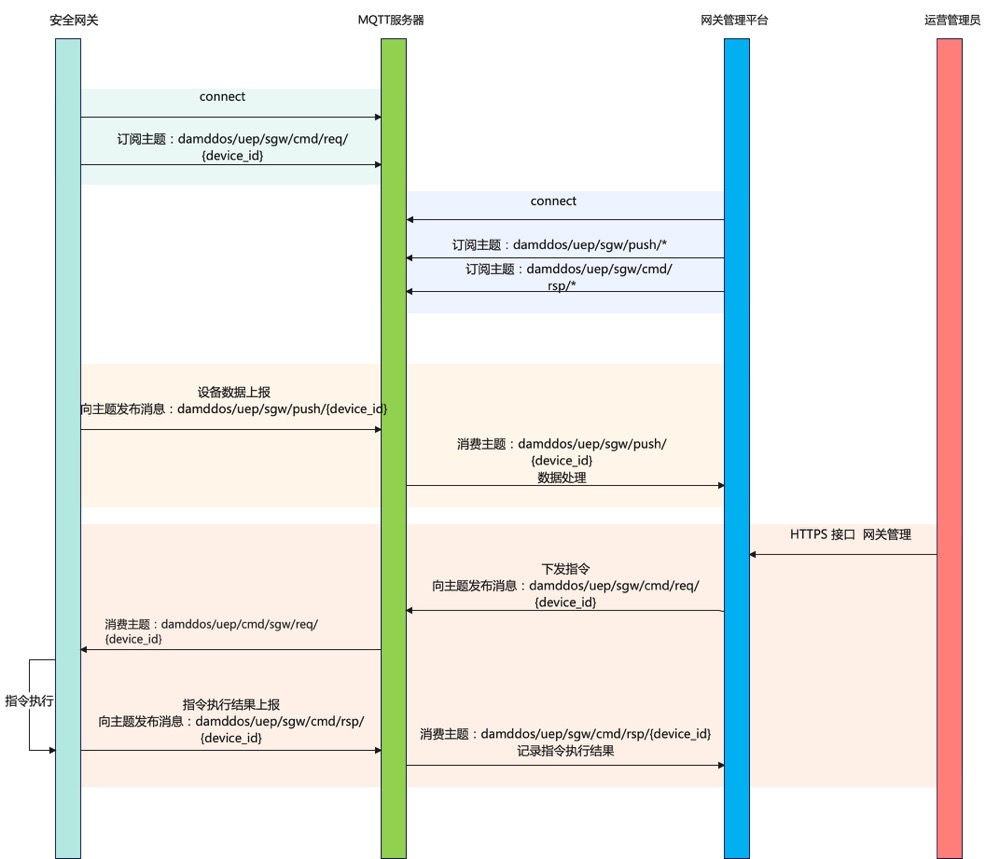 安全网关
MQTT服务器
网关管理平台
运营管理员
connect
订阅主题：damddos/uep/sgw/cmd/req/
{device_id}
connect
订阅主题：damddos/uep/sgw/push/*
订阅主题：damddos/uep/sgw/cmd/
rsp/*
设备数据上报
向主题发布消息：damddos/uep/sgw/push/{device_id}
消费主题：damddos/uep/sgw/push/
{device_id}
数据处理
HTTPS 接口 网关管理
下发指令
向主题发布消息：damddos/uep/sgw/cmd/req/
{device_id}
消费主题：damddos/uep/cmd/sgw/req/
{device_id}
指令执行
指令执行结果上报
向主题发布消息：damddos/uep/sgw/cmd/rsp/
{device_id}
消费主题：damddos/uep/sgw/cmd/rsp/{device_id}
记录指令执行结果